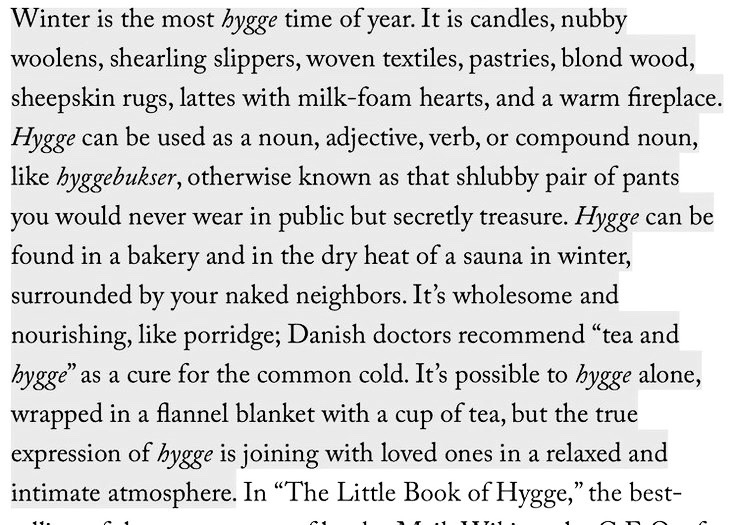 Winter is the most hygge time of year. It is candles, nubby
woolens, shearling slippers, woven textiles, pastries, blond wood,
sheepskin rugs, lattes with milk-foam hearts, and a warm fireplace.
Hygge can be used as a noun, adjective, verb, or compound noun,
like hyggebukser, otherwise known as that shlubby pair of pants
you would never wear in public but secretly treasure. Hygge can be
found in a bakery and in the dry heat of a sauna in winter,
surrounded by your naked neighbors. It’s wholesome and
nourishing, like porridge; Danish doctors recommend “tea and
hygge” as a cure for the common cold. It’s possible to hygge alone,
wrapped in a flannel blanket with a cup of tea, but the true
expression of hygge is joining with loved ones in a relaxed and
intimate atmosphere. In “The Little Book of Hygge,” the best-